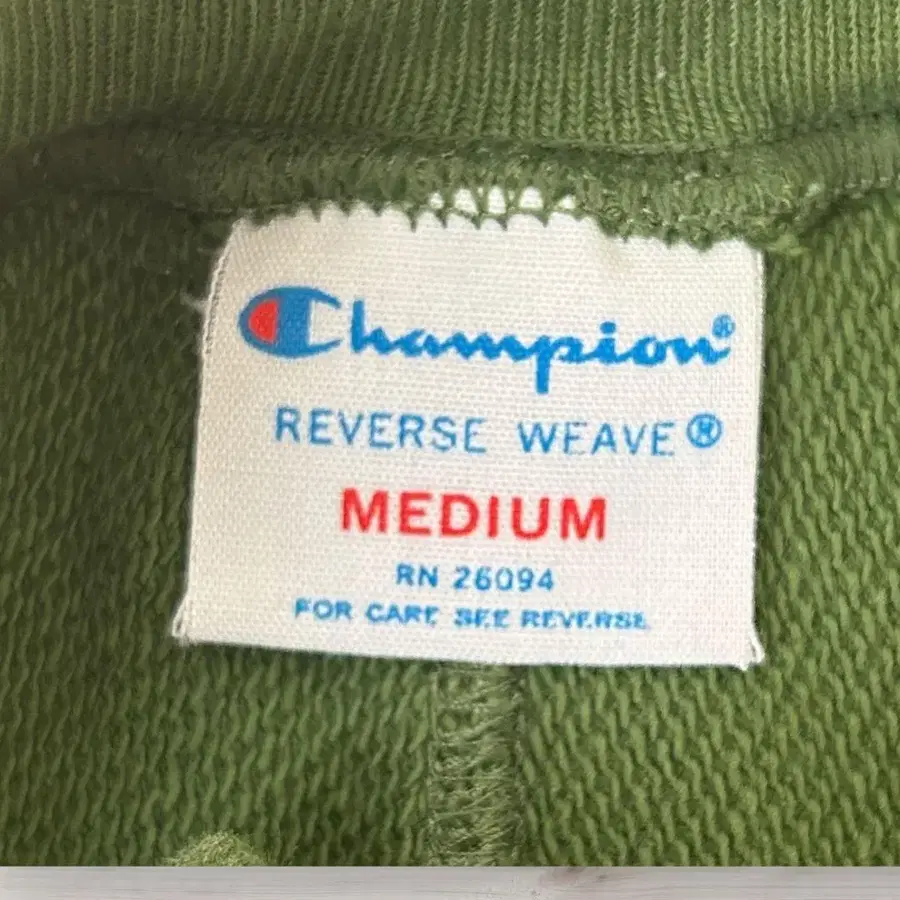 Champion®
REVERSE WEAVE®
MEDIUM
RN 26094
FOR CARE SEE REVERSE